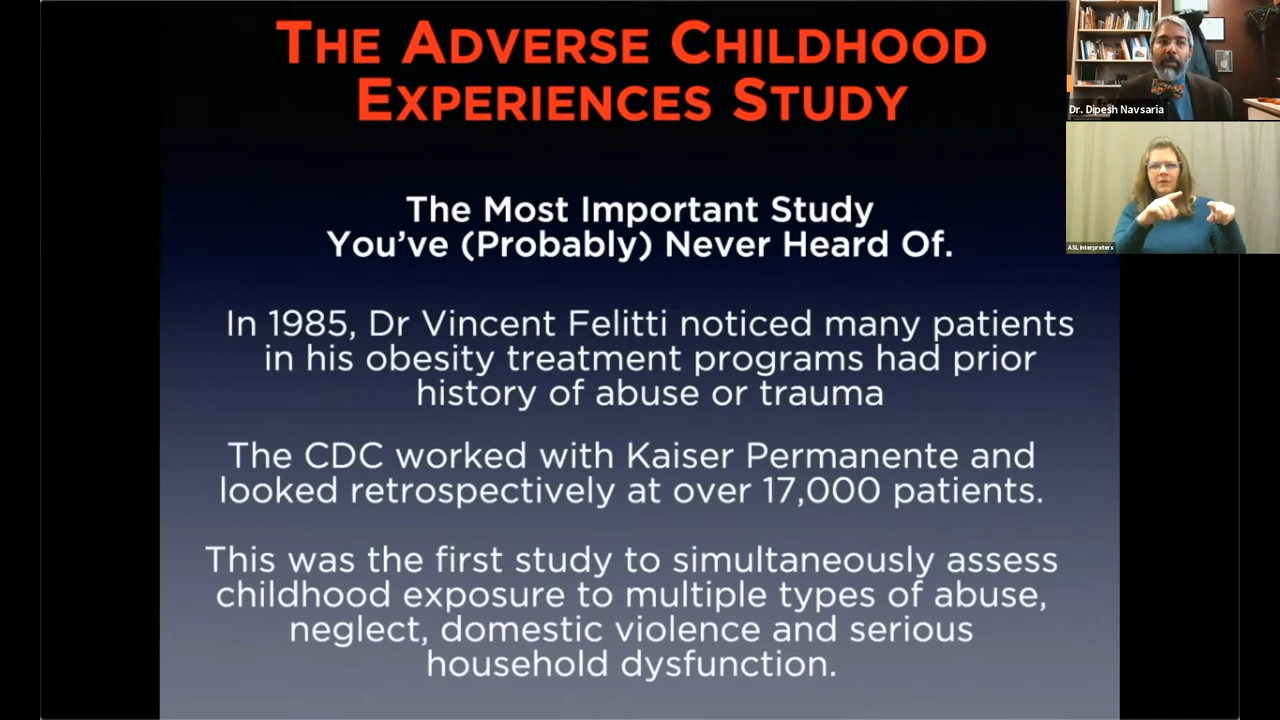 THE ADVERSE CHILDHOOD
EXPERIENCES STUDY
The Most Important Study
You've (Probably) Never Heard Of.
In 1985, Dr Vincent Felitti noticed many patients
in his obesity treatment programs had prior
history of abuse or trauma
The CDC worked with Kaiser Permanente and
looked retrospectively at over 17,000 patients.
This was the first study to simultaneously assess
childhood exposure to multiple types of abuse,
neglect, domestic violence and serious
household dysfunction.
Dr. Dipesh Navsaria
ASL Interpreters